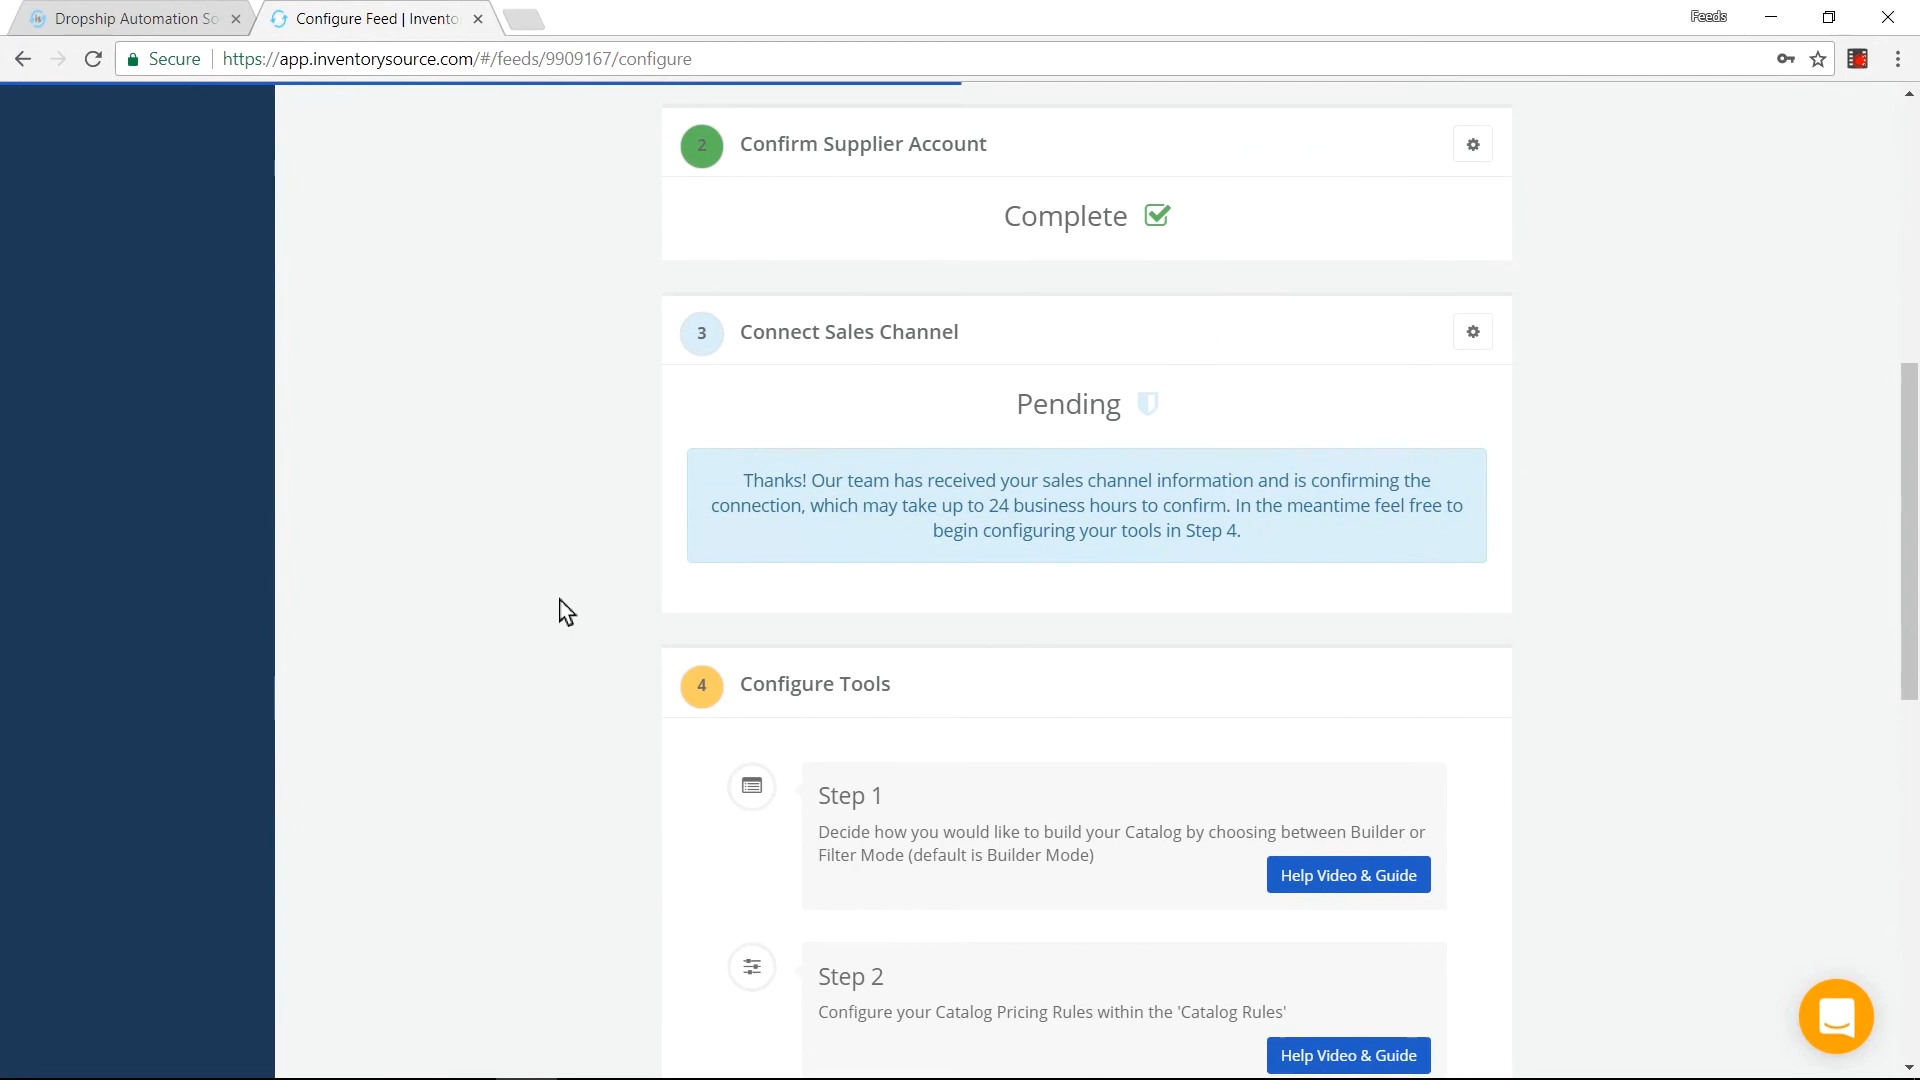 Dropship Automation So
Configure Feed | Invento
Feeds
Secure
https://app.inventorysource.com/#/feeds/9909167/configure
2
Confirm Supplier Account
Complete
3
Connect Sales Channel
Pending
Thanks! Our team has received your sales channel information and is confirming the
connection, which may take up to 24 business hours to confirm. In the meantime feel free to
begin configuring your tools in Step 4.
4
Configure Tools
Step 1
Decide how you would like to build your Catalog by choosing between Builder or
Filter Mode (default is Builder Mode)
Help Video & Guide
Step 2
Configure your Catalog Pricing Rules within the 'Catalog Rules'
Help Video & Guide